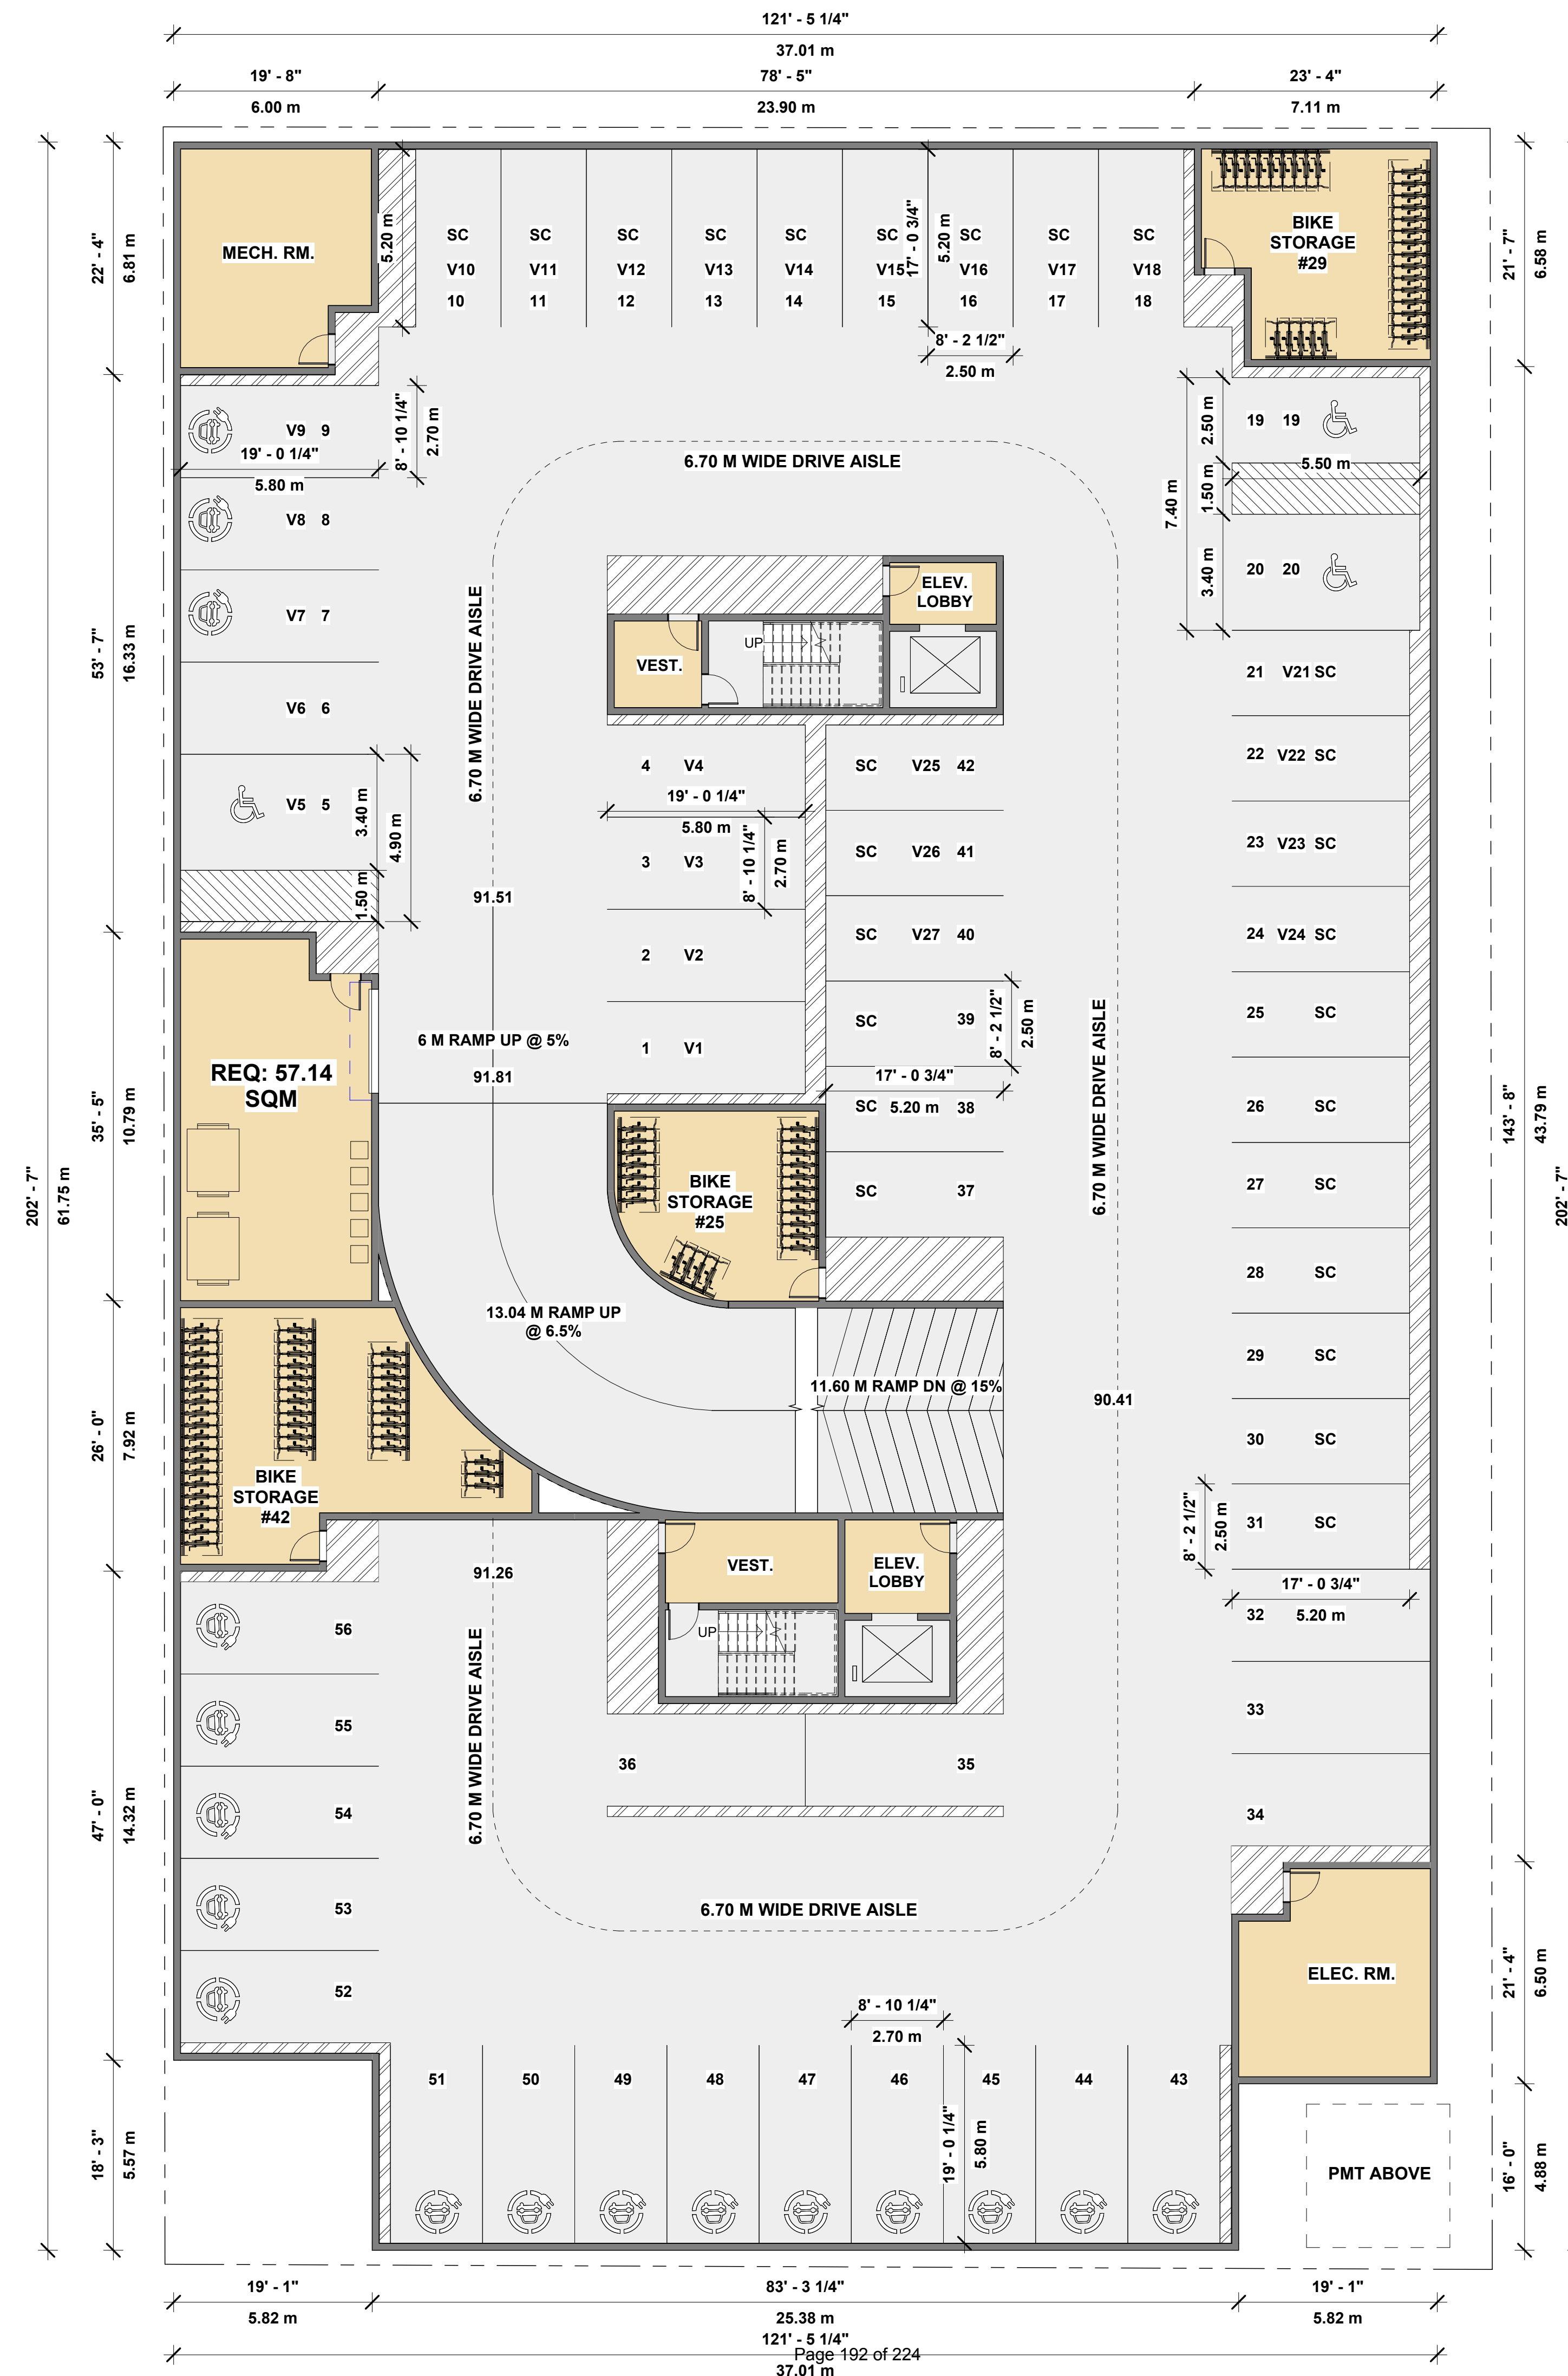 121' - 5 1/4"
37.01 m
19' - 8"
78' - 5"
23' - 4"
6.00 m
23.90 m
7.11 m
22' - 4"
6.81 m
MECH. RM.
5.20 m
SC SC SC SC SC SC SC SC SC
V10 V11 V12 V13 V14 V15 V16 V17 V18
10 11 12 13 14 15 16 17 18
17' - 0 3/4"
5.20 m
8' - 2 1/2"
2.50 m
BIKE
STORAGE
#29
21' - 7"
6.58 m
V9 9
19' - 0 1/4"
5.80 m
8' - 10 1/4"
2.70 m
6.70 M WIDE DRIVE AISLE
19 19
2.50 m
5.50 m
1.50 m
7.40 m
3.40 m
20 20
V8 8
V7 7
V6 6
53' - 7"
16.33 m
6.70 M WIDE DRIVE AISLE
ELEV.
LOBBY
VEST.
UP
21 V21 SC
22 V22 SC
23 V23 SC
24 V24 SC
25 SC
26 SC
27 SC
28 SC
29 SC
30 SC
31 SC
V5 5
3.40 m
4.90 m
1.50 m
4 V4
19' - 0 1/4"
5.80 m
8' - 10 1/4"
2.70 m
3 V3
2 V2
1 V1
SC V25 42
SC V26 41
SC V27 40
SC 39
8' - 2 1/2"
2.50 m
17' - 0 3/4"
SC 5.20 m 38
SC 37
6.70 M WIDE DRIVE AISLE
91.51
6 M RAMP UP @ 5%
91.81
REQ: 57.14
SQM
35' - 5"
10.79 m
202' - 7"
61.75 m
143' - 8"
43.79 m
202' - 7"
BIKE
STORAGE
#25
13.04 M RAMP UP
@ 6.5%
11.60 M RAMP DN @ 15%
90.41
26' - 0"
7.92 m
BIKE
STORAGE
#42
8' - 2 1/2"
2.50 m
17' - 0 3/4"
5.20 m
32
33
34
91.26
VEST.
ELEV.
LOBBY
UP
56
55
54
53
52
6.70 M WIDE DRIVE AISLE
36 35
47' - 0"
14.32 m
6.70 M WIDE DRIVE AISLE
ELEC. RM.
21' - 4"
6.50 m
8' - 10 1/4"
2.70 m
51 50 49 48 47 46 45 44 43
19' - 0 1/4"
5.80 m
18' - 3"
5.57 m
PMT ABOVE
16' - 0"
4.88 m
19' - 1"
83' - 3 1/4"
19' - 1"
5.82 m
25.38 m
5.82 m
121' - 5 1/4"
Page 192 of 224
37.01 m